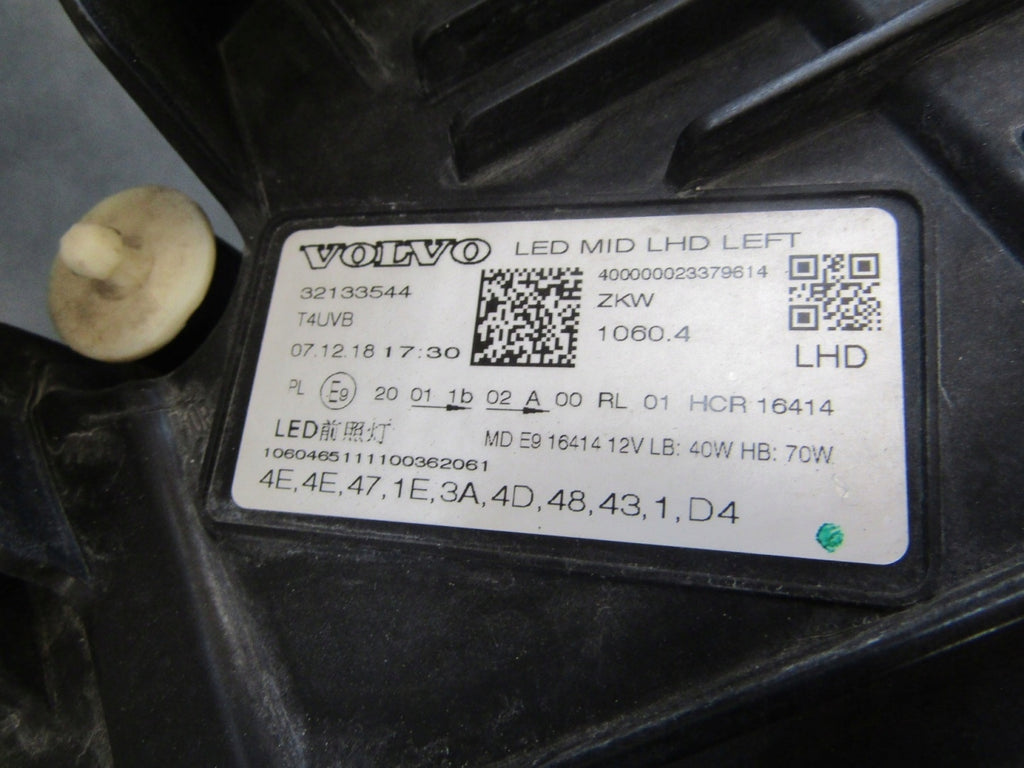 VOLVO LED MID LHD LEFT
32133544
400000023379614
T4UVB
ZKW
07.12.18 17:30
1060.4
LHD
PL E9 20 01 1b 02 A 00 RL 01 HCR 16414
LED前照灯 MD E9 16414 12V LB: 40W HB: 70W
1060465111100362061
4E,4E,47,1E,3A,4D,48,43,1,D4